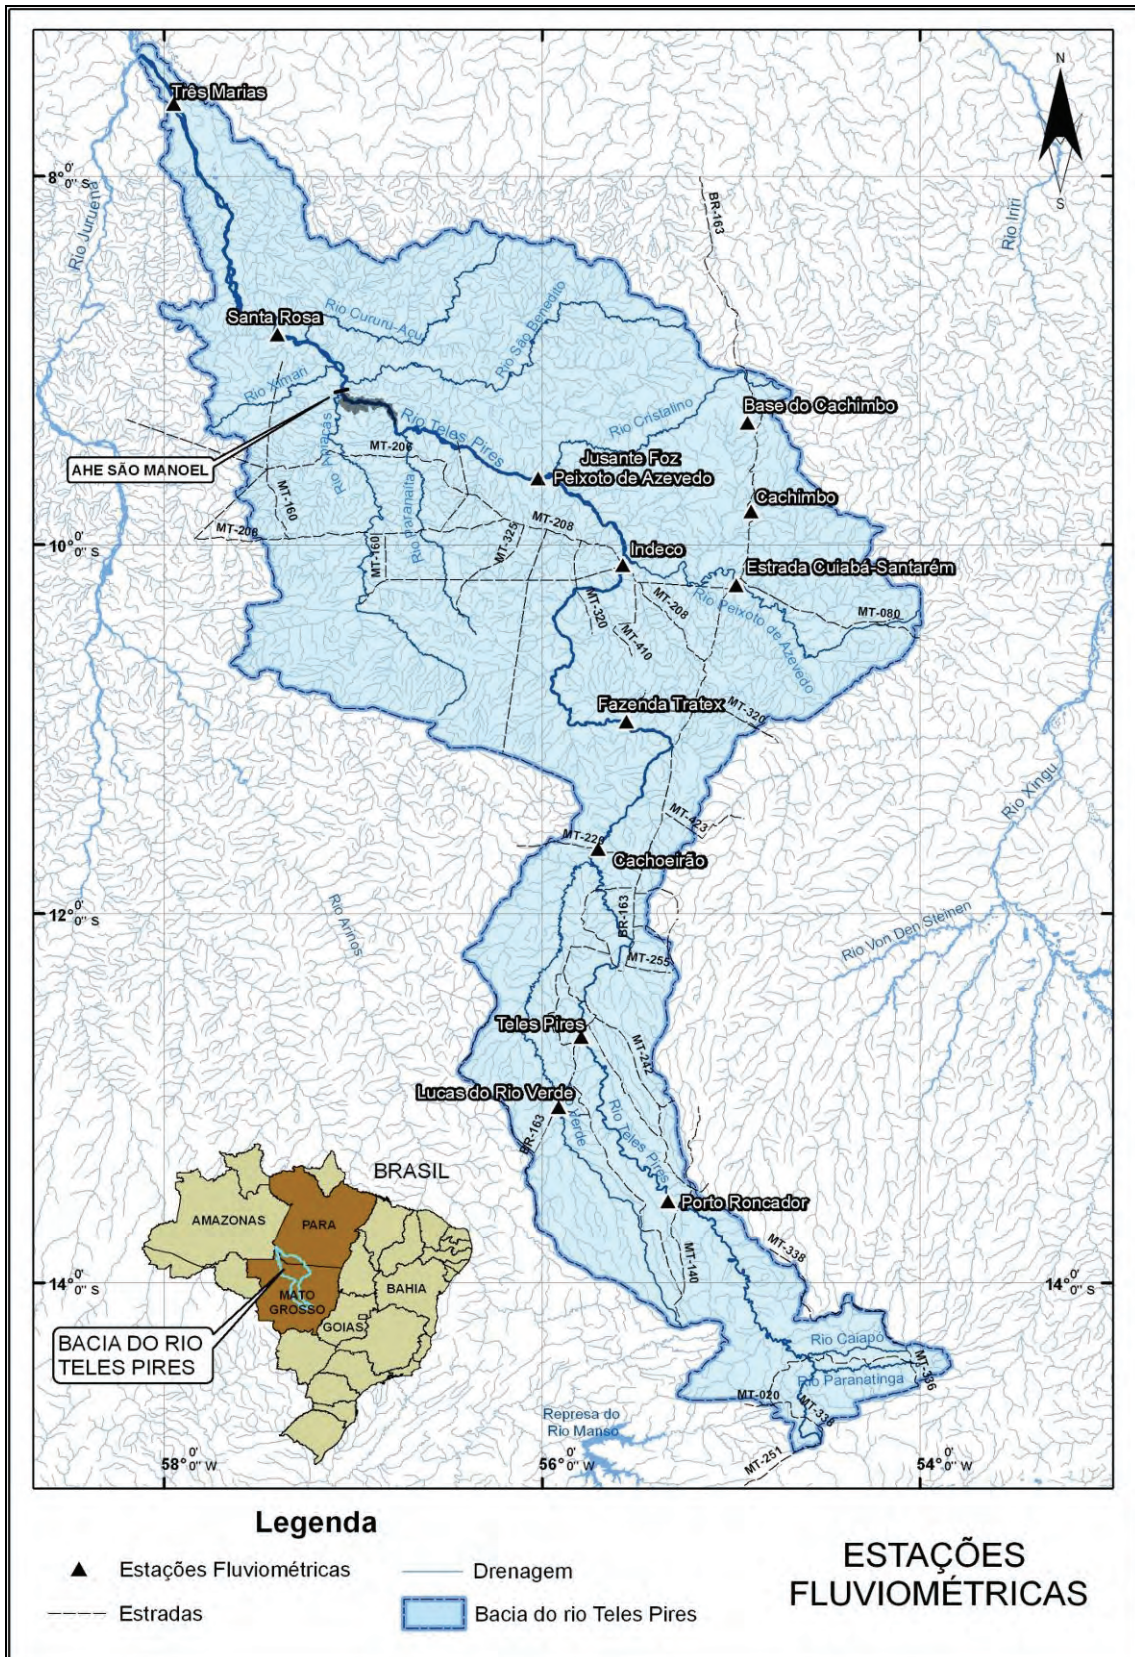 N
S
Três Marias
8° 0' 0" S
Rio Juruena
BR-163
Rio Iriri
Santa Rosa
Rio Cururu-Açu
Rio São Benedito
Rio Ximari
Rio Cristalino
Base do Cachimbo
AHE SÃO MANOEL
Rio Teles Pires
MT-206
Jusante Foz
Peixoto de Azevedo
Cachimbo
MT-160
Rio Paranaíta
MT-208
MT-325
MT-208
10° 0' 0" S
MT-160
Indeco
Estrada Cuiabá-Santarém
MT-320
MT-208
MT-410
Rio Peixoto de Azevedo
MT-080
Fazenda Tratex
MT-320
Rio Xingu
MT-423
MT-220
Cachoeirão
Rio Arinos
12° 0' 0" S
BR-163
MT-255
Rio Von Den Steinen
Teles Pires
MT-242
Lucas do Rio Verde
BR-163
Verde
Rio Teles Pires
Porto Roncador
MT-338
MT-140
14° 0' 0" S
Rio Caiapó
MT-336
Rio Paranatinga
MT-020
MT-338
Represa do
Rio Manso
MT-251
BRASIL
AMAZONAS
PARA
MATO
GROSSO
BAHIA
GOIAS
BACIA DO RIO
TELES PIRES
58° 0' 0" W
56° 0' 0" W
54° 0' 0" W
14° 0' 0" S
Legenda
Estações Fluviométricas
Drenagem
Estradas
Bacia do rio Teles Pires
ESTAÇÕES
FLUVIOMÉTRICAS